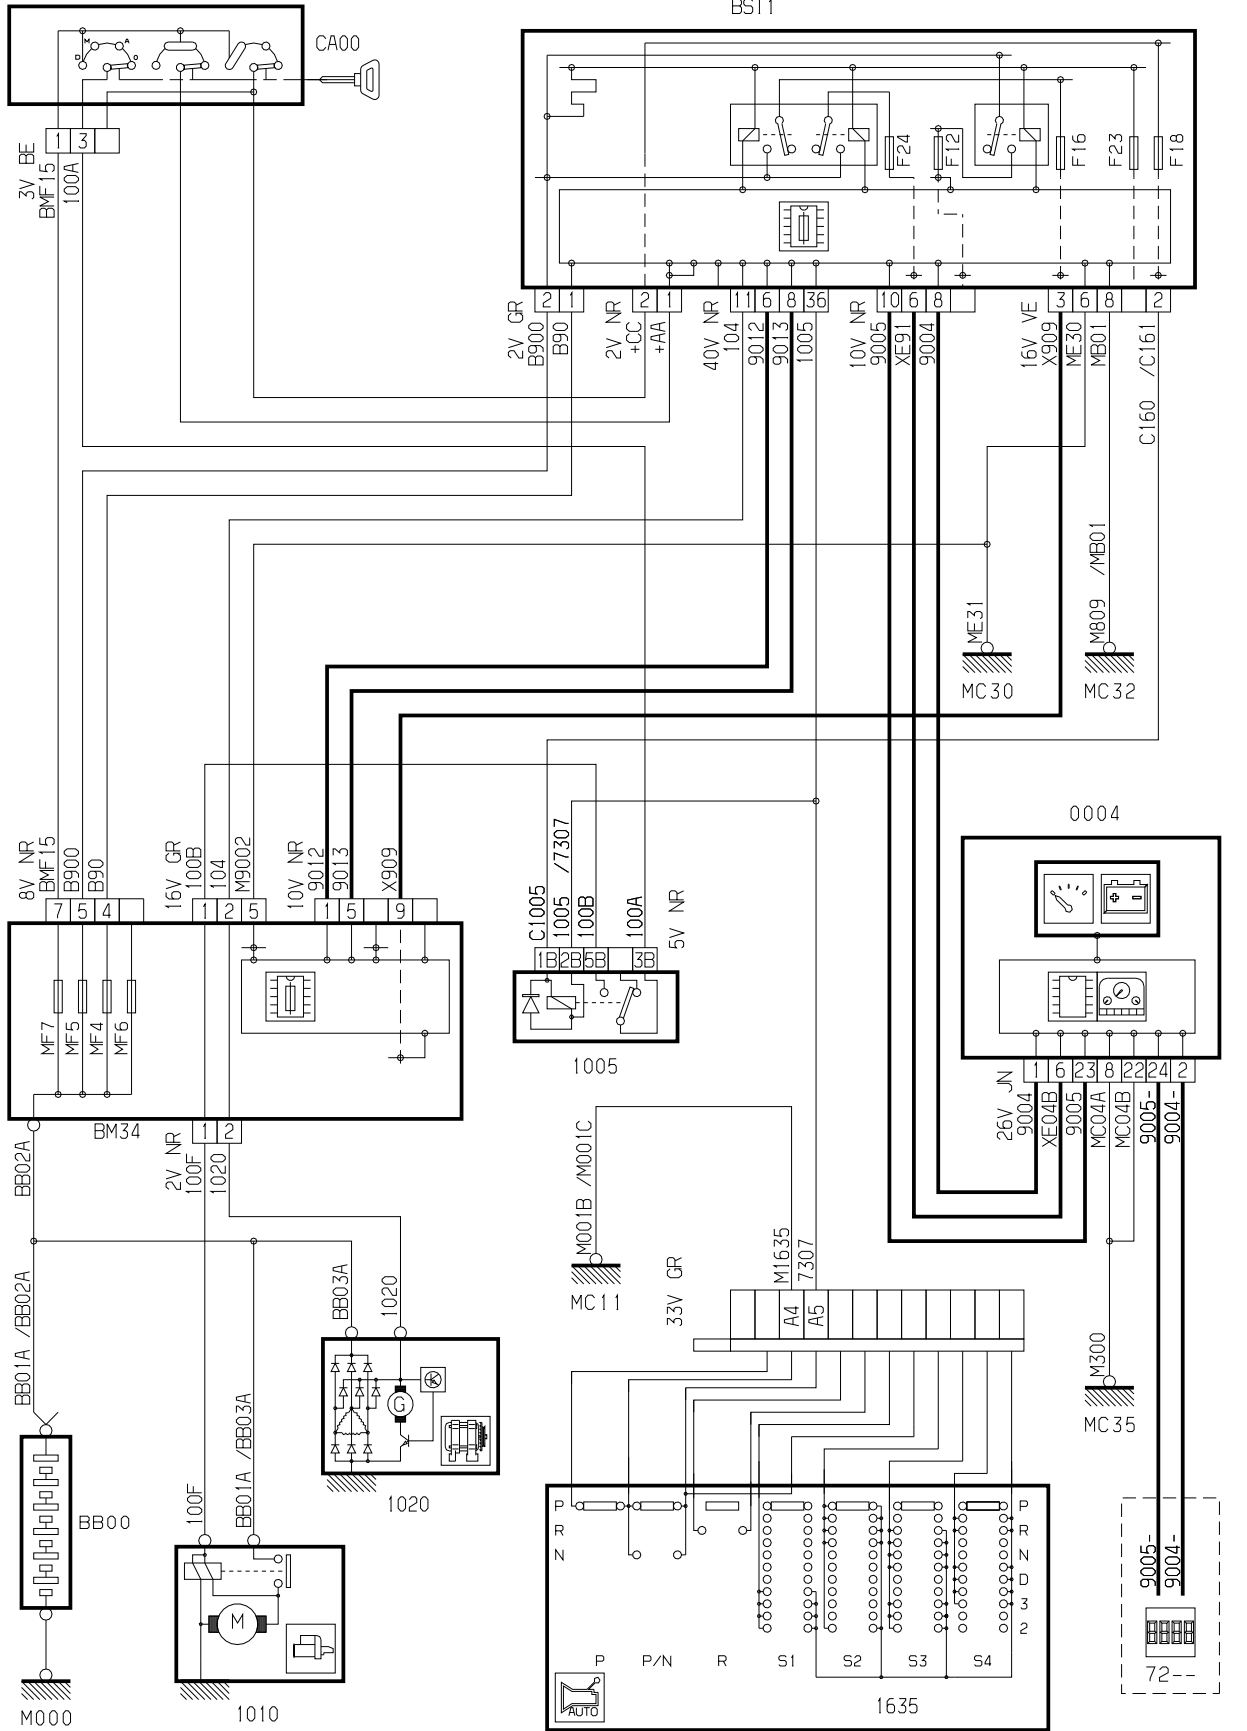 BSI1
CA00
M A
D O
F24
F12
F16
F23
F18
3V BE
1 3
BMF15
100A
2 1
2 1
11 6 8 36
10 6 8
3 6 8 2
2V GR
B900
B90
2V NR
+CC
+AA
40V NR
104
9012
9013
1005
10V NR
9005
XE91
9004
16V VE
X909
ME30
MB01
C160 /C161
ME31
MC30
M809 /MB01
MC32
8V NR
BMF15
B900
B90
16V GR
100B
104
M9002
10V NR
9012
9013
X909
7 5 4
1 2 5
1 5 9
MF7
MF5
MF4
MF6
BM34
C1005
1005 /7307
100B
100A
5V NR
1B 2B 5B 3B
1005
0004
+ -
1 6 23 8 22 24 2
26V JN
9004
XE04B
9005
MC04A
MC04B
9005-
9004-
1 2
2V NR
100F
1020
BB02A
BB01A /BB02A
BB03A
1020
M001B /M001C
MC11
M1635
7307
33V GR
A4 A5
M300
MC35
G
1020
BB00
100F
BB01A /BB03A
M
1010
M000
P P
R R
N N
D
3
2
P P/N R S1 S2 S3 S4
AUTO
1635
9005-
9004-
72--